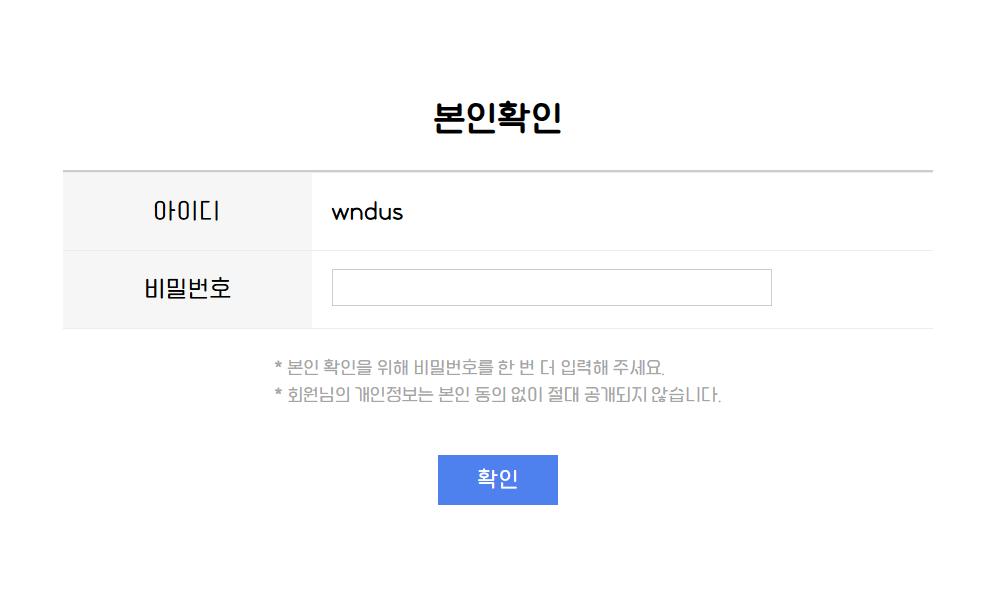 본인확인
아이디 wndus
비밀번호
* 본인 확인을 위해 비밀번호를 한 번 더 입력해 주세요.
* 회원님의 개인정보는 본인 동의 없이 절대 공개되지 않습니다.
확인